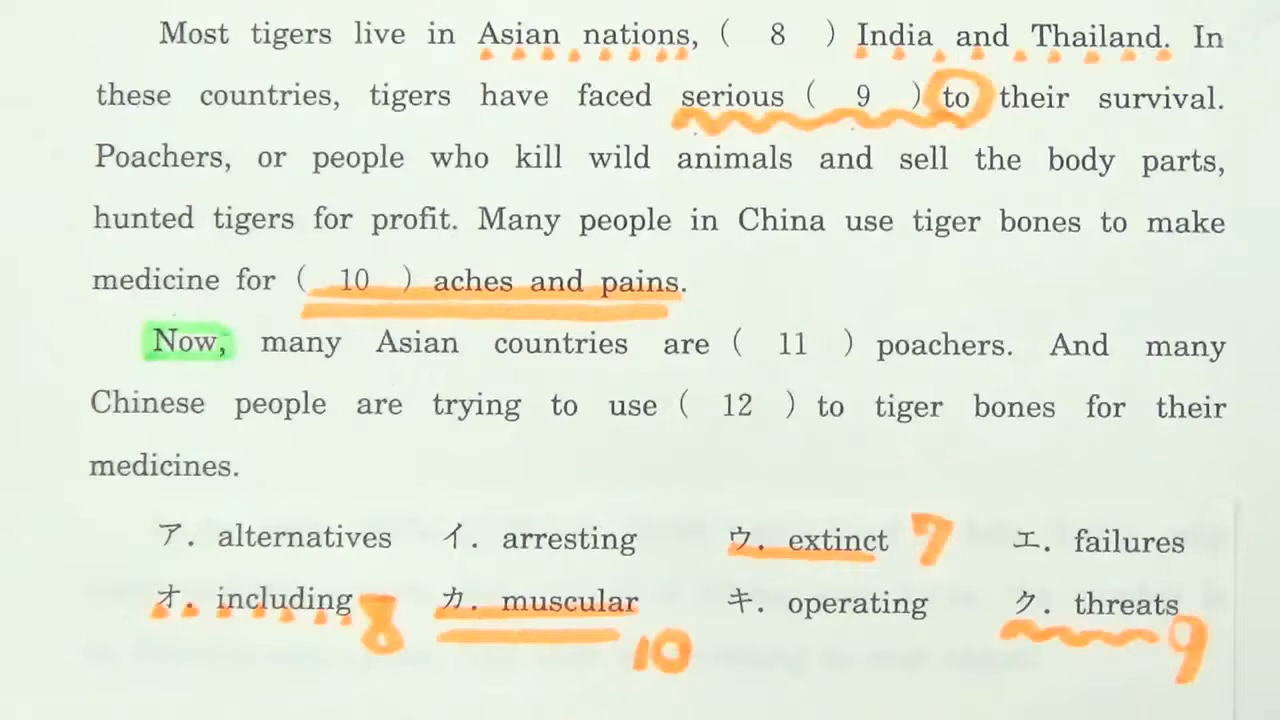 Most tigers live in Asian nations, ( 8 ) India and Thailand. In
these countries, tigers have faced serious ( 9 ) to their survival.
Poachers, or people who kill wild animals and sell the body parts,
hunted tigers for profit. Many people in China use tiger bones to make
medicine for ( 10 ) aches and pains.
Now, many Asian countries are ( 11 ) poachers. And many
Chinese people are trying to use ( 12 ) to tiger bones for their
medicines.
ア. alternatives イ. arresting ウ. extinct 7 エ. failures
オ. including 8 カ. muscular 10 キ. operating ク. threats 9